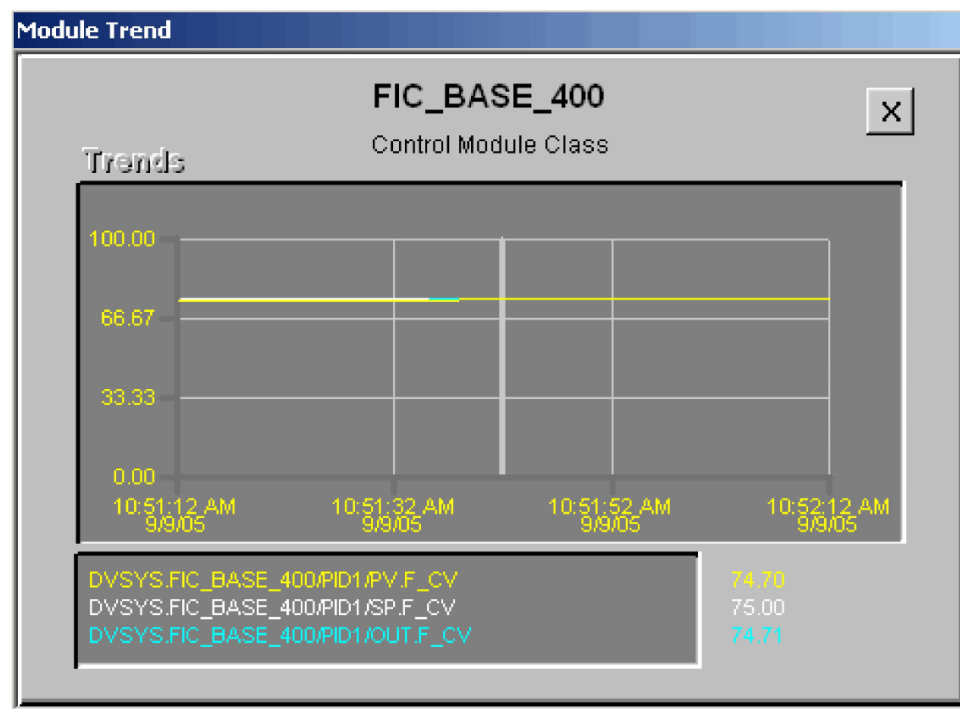 Module Trend
FIC_BASE_400
X
Control Module Class
Trends
100.00
66.67
33.33
0.00
10:51:12 AM 10:51:32 AM 10:51:52 AM 10:52:12 AM
9/9/05 9/9/05 9/9/05 9/9/05
DVSYS.FIC_BASE_400/PID1/PV.F_CV 74.70
DVSYS.FIC_BASE_400/PID1/SP.F_CV 75.00
DVSYS.FIC_BASE_400/PID1/OUT.F_CV 74.71